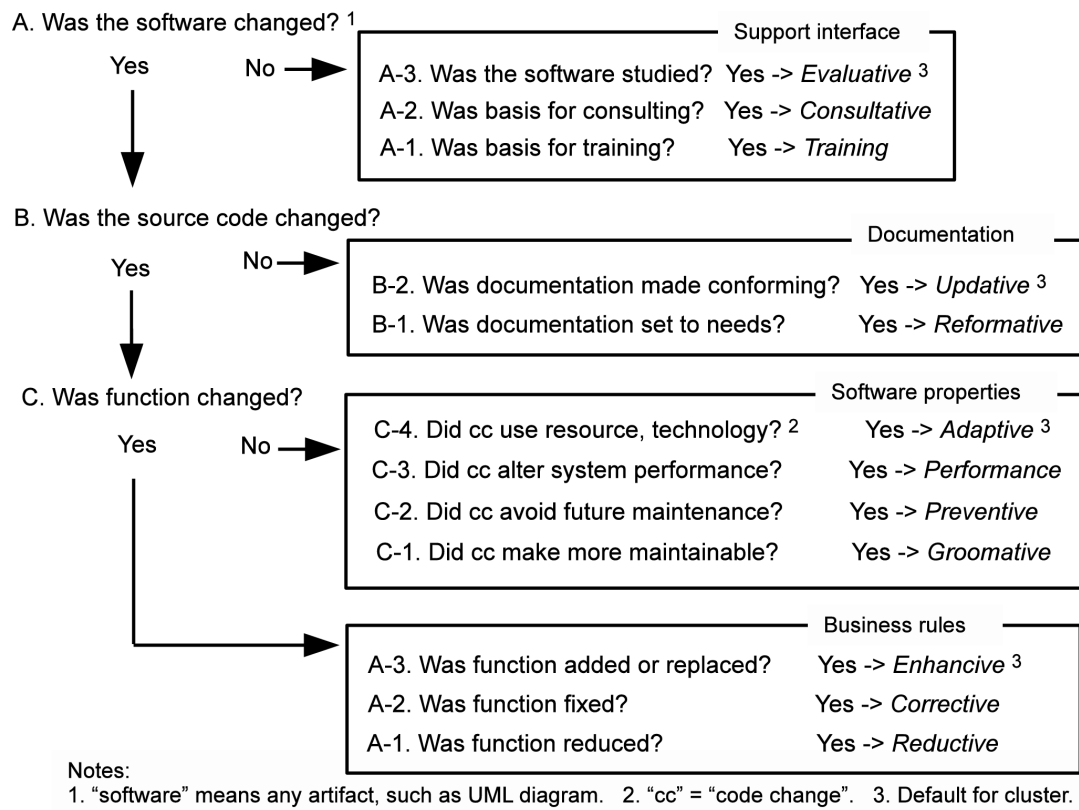 A. Was the software changed? 1
Yes No
Support interface
A-3. Was the software studied? Yes -> Evaluative 3
A-2. Was basis for consulting? Yes -> Consultative
A-1. Was basis for training? Yes -> Training
B. Was the source code changed?
Yes No
Documentation
B-2. Was documentation made conforming? Yes -> Updative 3
B-1. Was documentation set to needs? Yes -> Reformative
C. Was function changed?
Yes No
Software properties
C-4. Did cc use resource, technology? 2 Yes -> Adaptive 3
C-3. Did cc alter system performance? Yes -> Performance
C-2. Did cc avoid future maintenance? Yes -> Preventive
C-1. Did cc make more maintainable? Yes -> Groomative
Business rules
A-3. Was function added or replaced? Yes -> Enhancive 3
A-2. Was function fixed? Yes -> Corrective
A-1. Was function reduced? Yes -> Reductive
Notes:
1. “software” means any artifact, such as UML diagram. 2. “cc” = “code change”. 3. Default for cluster.